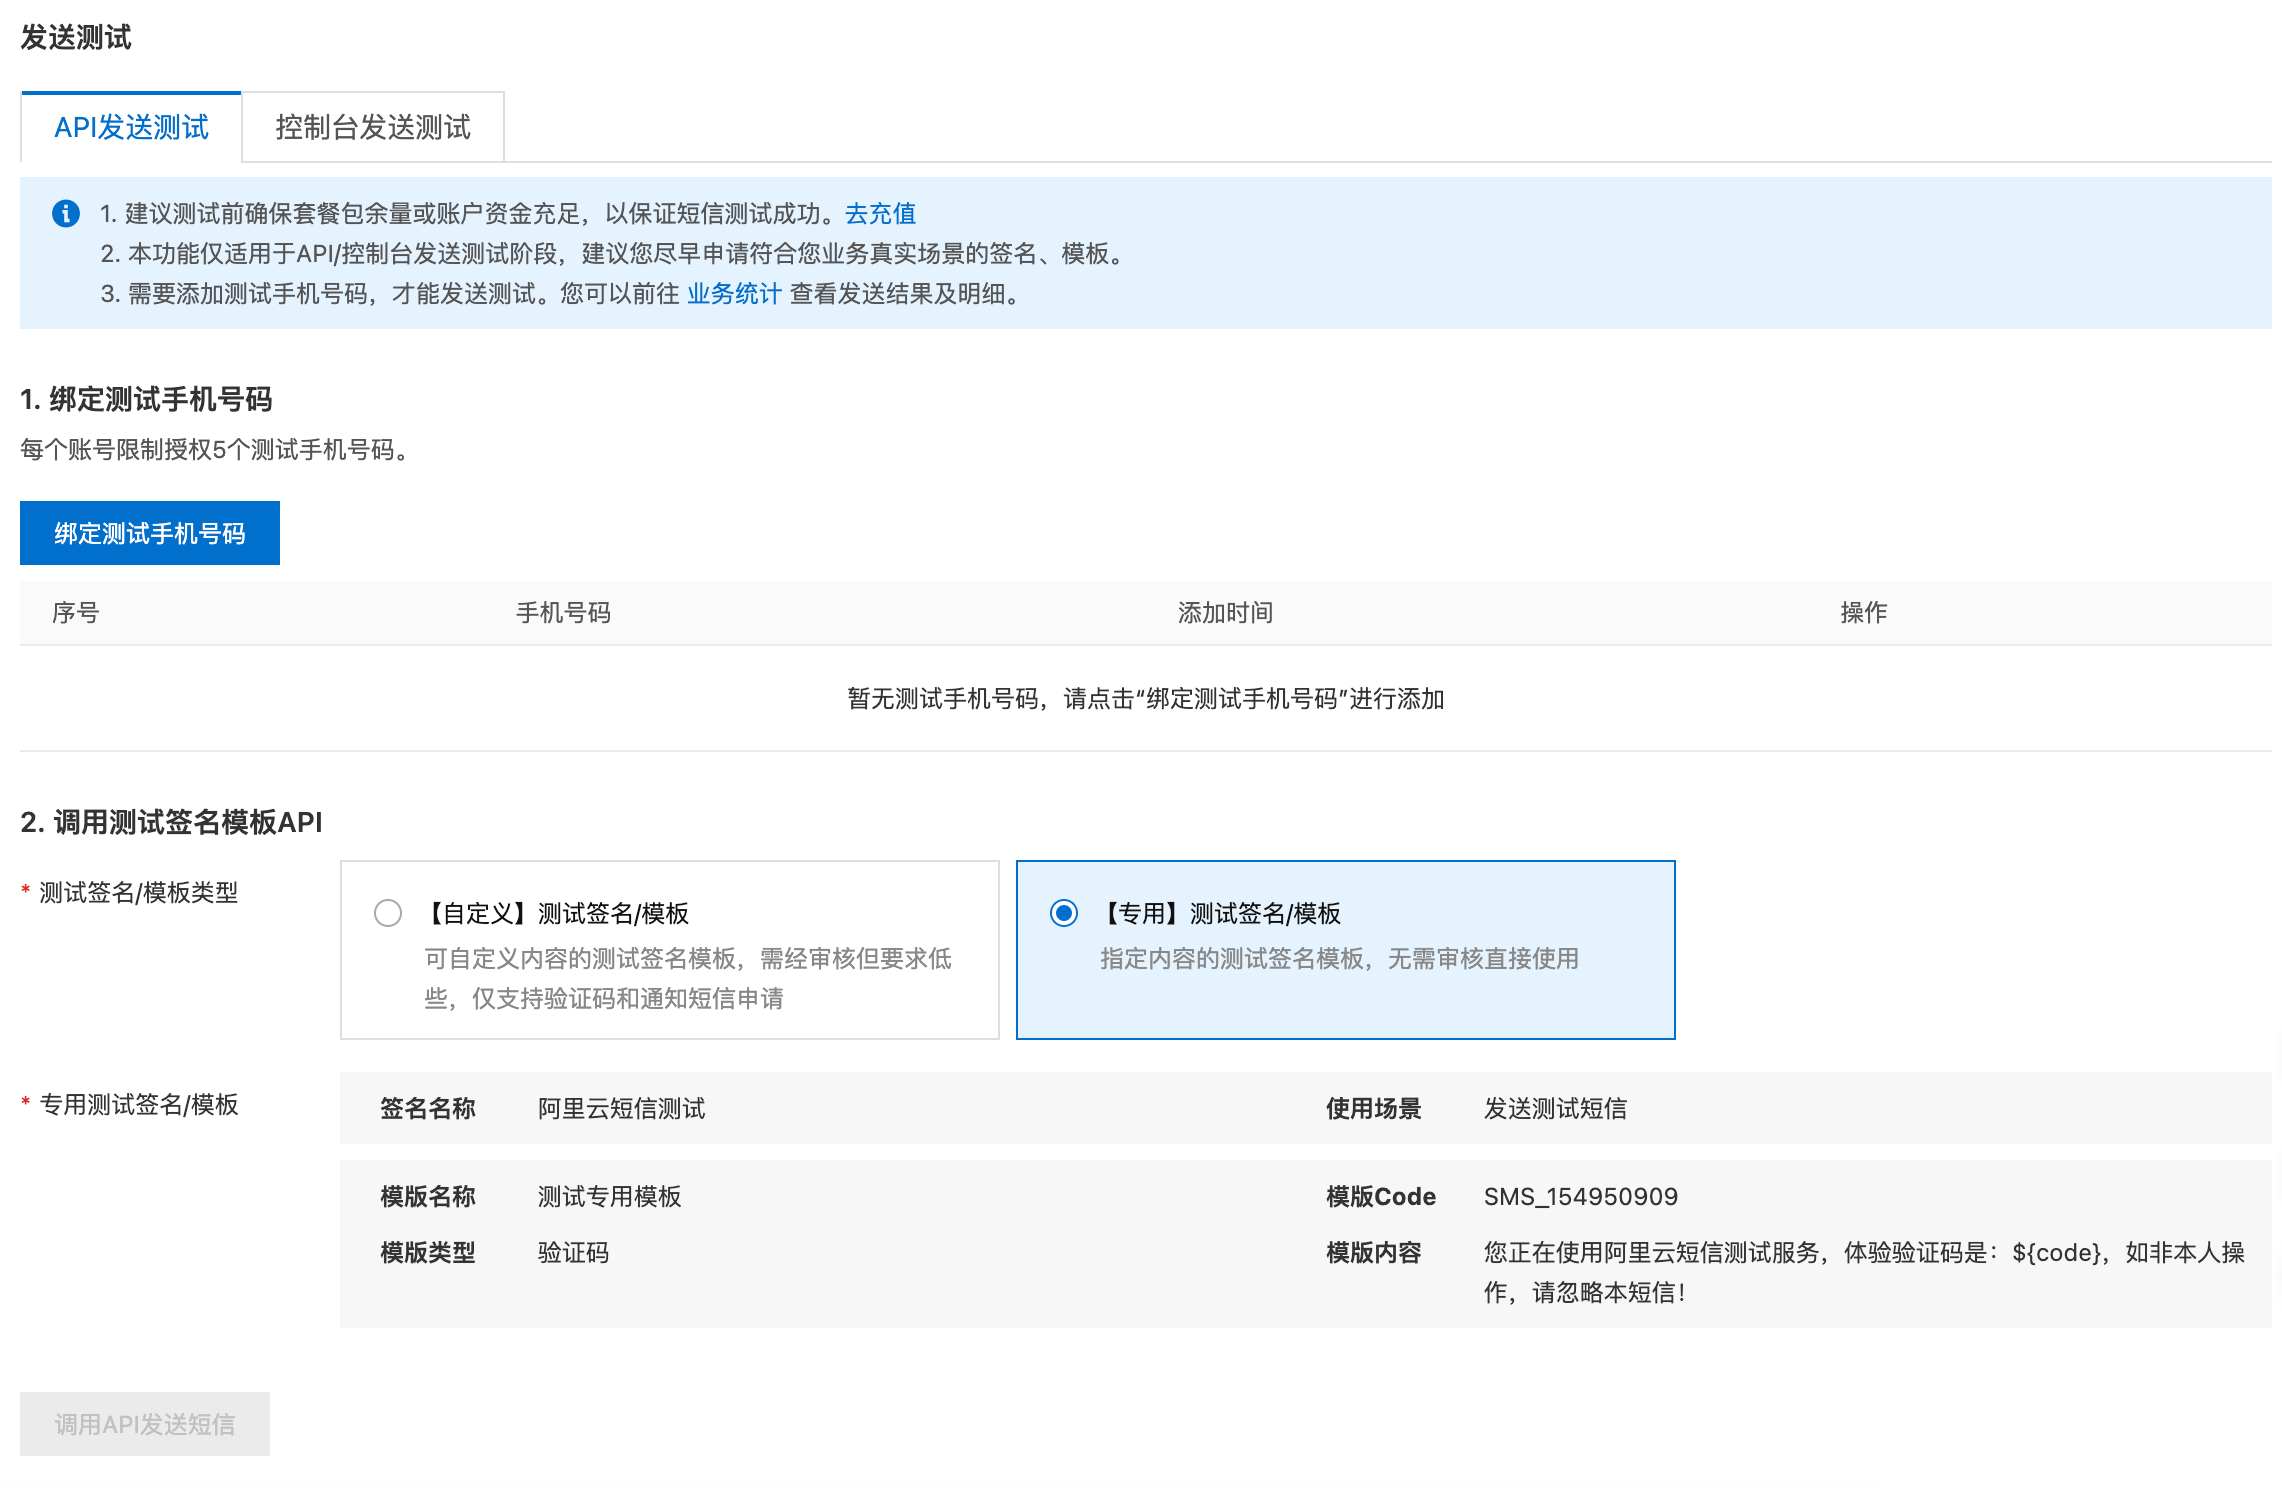 发送测试
API发送测试
控制台发送测试
1. 建议测试前确保套餐包余量或账户资金充足，以保证短信测试成功。去充值
2. 本功能仅适用于API/控制台发送测试阶段，建议您尽早申请符合您业务真实场景的签名、模板。
3. 需要添加测试手机号码，才能发送测试。您可以前往 业务统计 查看发送结果及明细。
1. 绑定测试手机号码
每个账号限制授权5个测试手机号码。
绑定测试手机号码
序号 手机号码 添加时间 操作
暂无测试手机号码，请点击“绑定测试手机号码”进行添加
2. 调用测试签名模板API
* 测试签名/模板类型
【自定义】测试签名/模板
可自定义内容的测试签名模板，需经审核但要求低
些，仅支持验证码和通知短信申请
【专用】测试签名/模板
指定内容的测试签名模板，无需审核直接使用
* 专用测试签名/模板
签名名称 阿里云短信测试 使用场景 发送测试短信
模版名称 测试专用模板 模版Code SMS_154950909
模版类型 验证码 模版内容 您正在使用阿里云短信测试服务，体验验证码是：${code}，如非本人操
作，请忽略本短信！
调用API发送短信